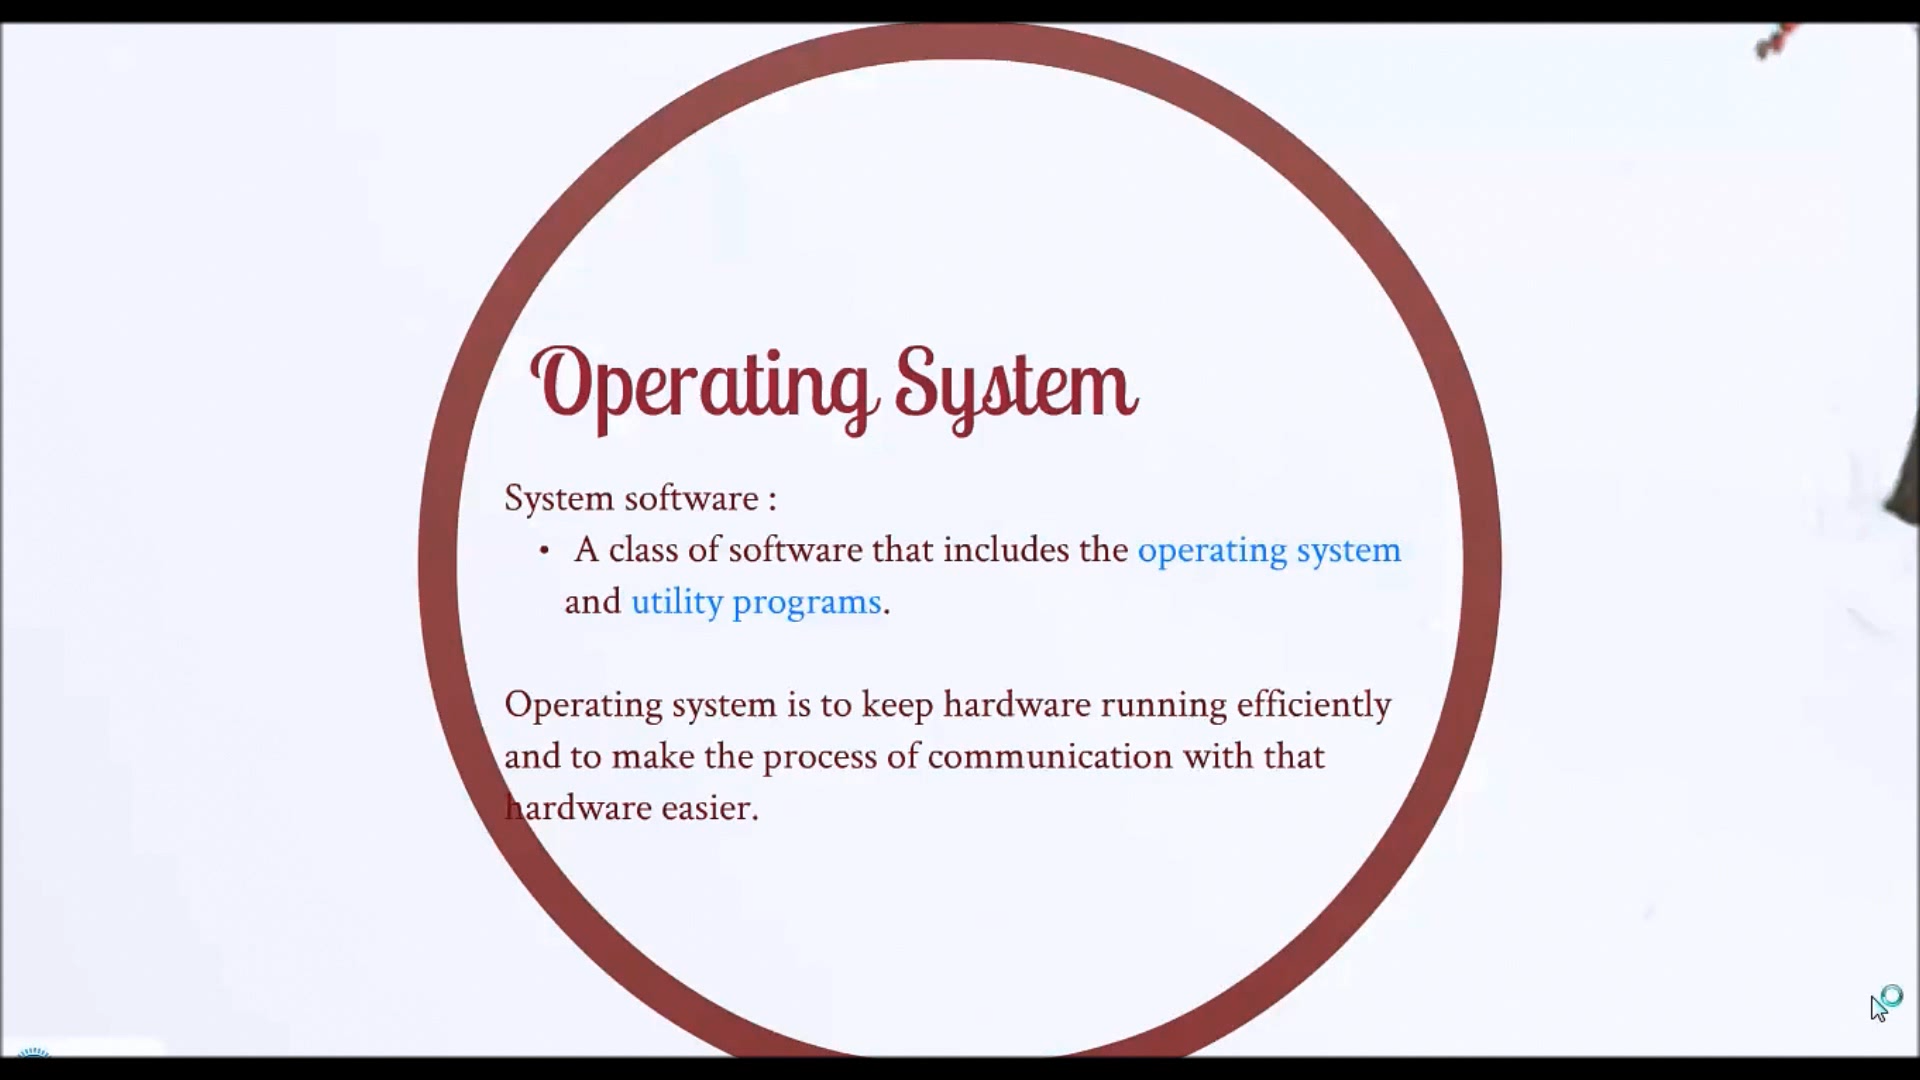 Operating System
System software :
• A class of software that includes the operating system
and utility programs.
Operating system is to keep hardware running efficiently
and to make the process of communication with that
hardware easier.